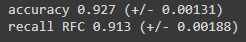 accuracy 0.927 (+/- 0.00131)
recall RFC 0.913 (+/- 0.00188)